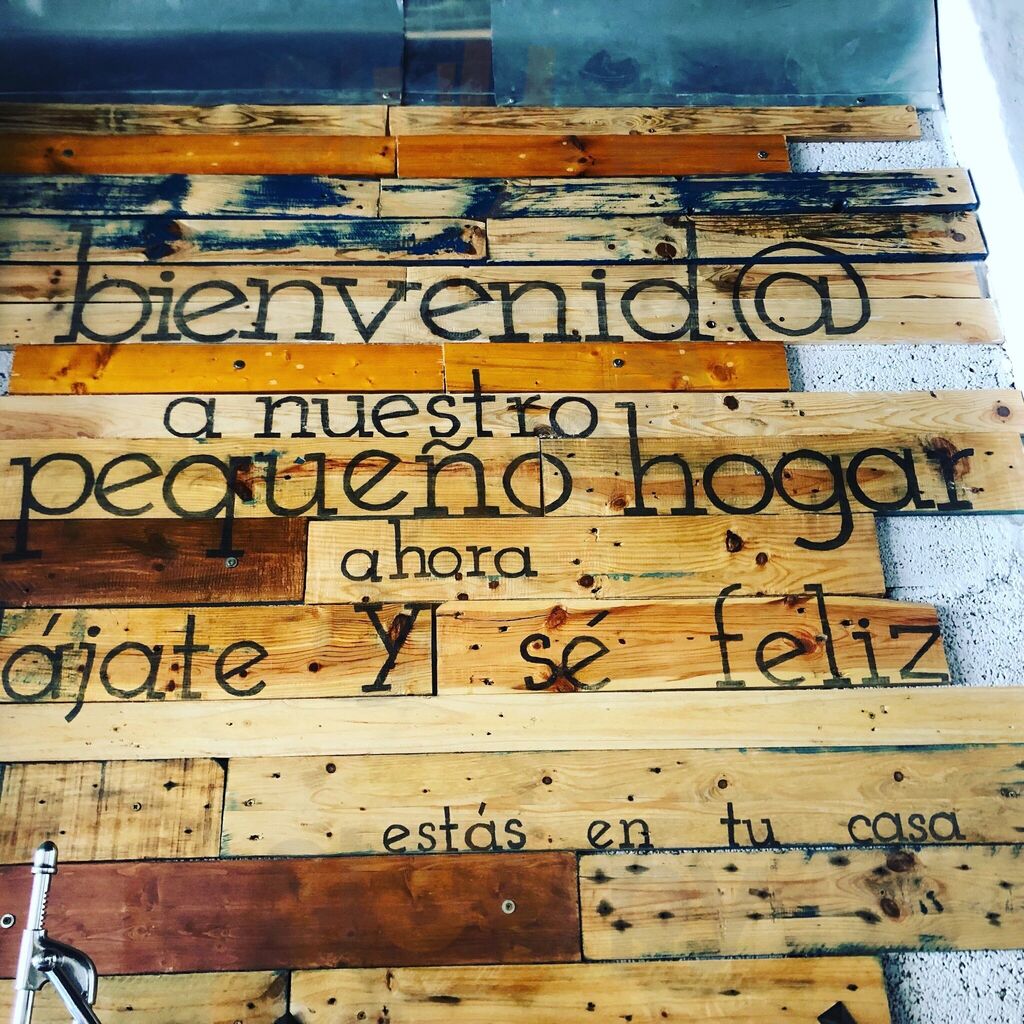 bienvenid@
a nuestro
pequeño hogar
ahora
ájate y sé feliz
estás en tu casa